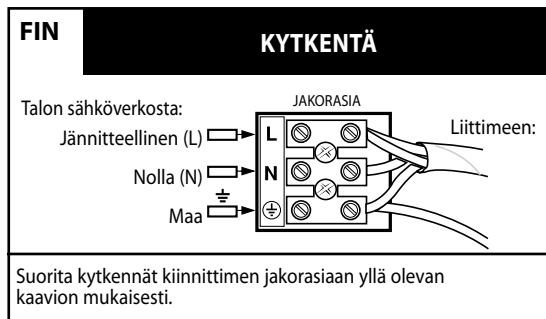 FIN
KYTKENTÄ
Talon sähköverkosta:
JAKORASIA
Jännitteellinen (L)
L
Liittimeen:
Nolla (N)
N
Maa
Suorita kytkennät kiinnittimen jakorasiaan yllä olevan
kaavion mukaisesti.